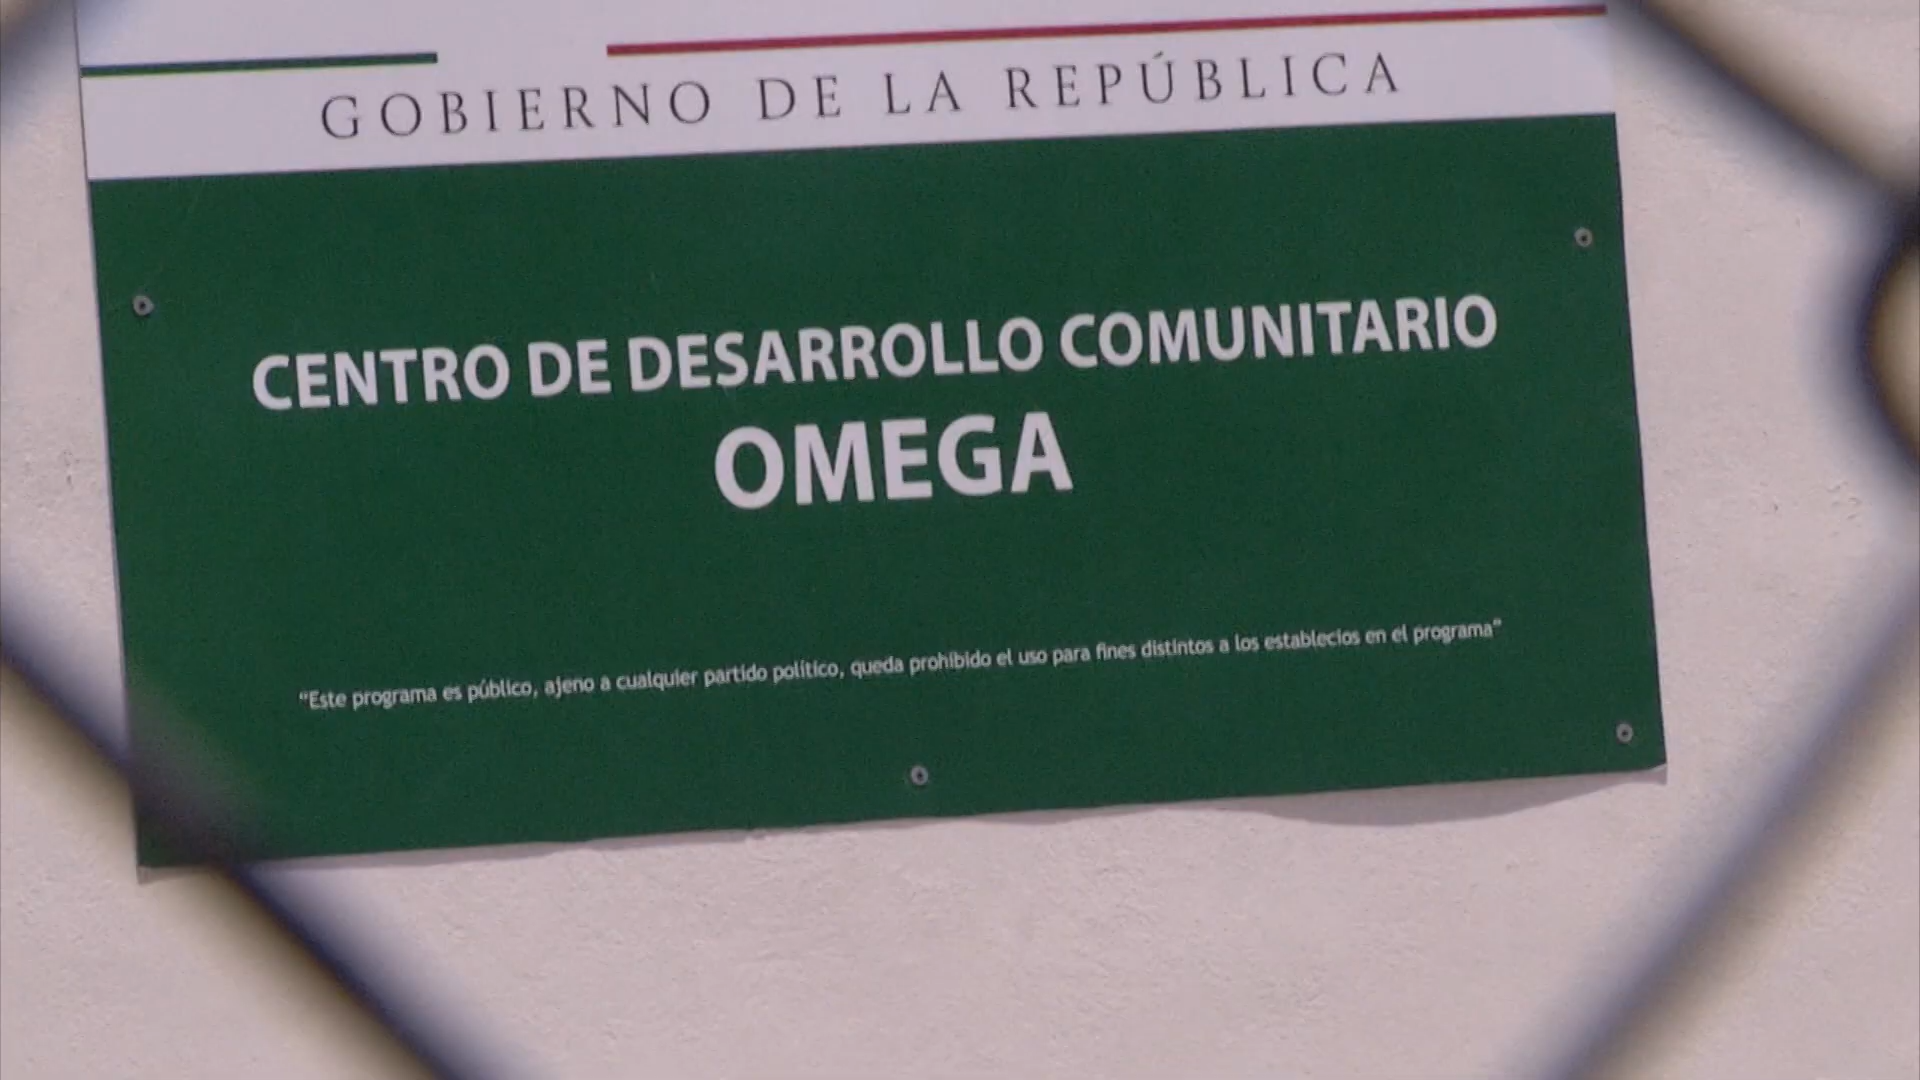 GOBIERNO DE LA REPÚBLICA
CENTRO DE DESARROLLO COMUNITARIO
OMEGA
“Este programa es público, ajeno a cualquier partido político, queda prohibido el uso para fines distintos a los establecios en el programa”